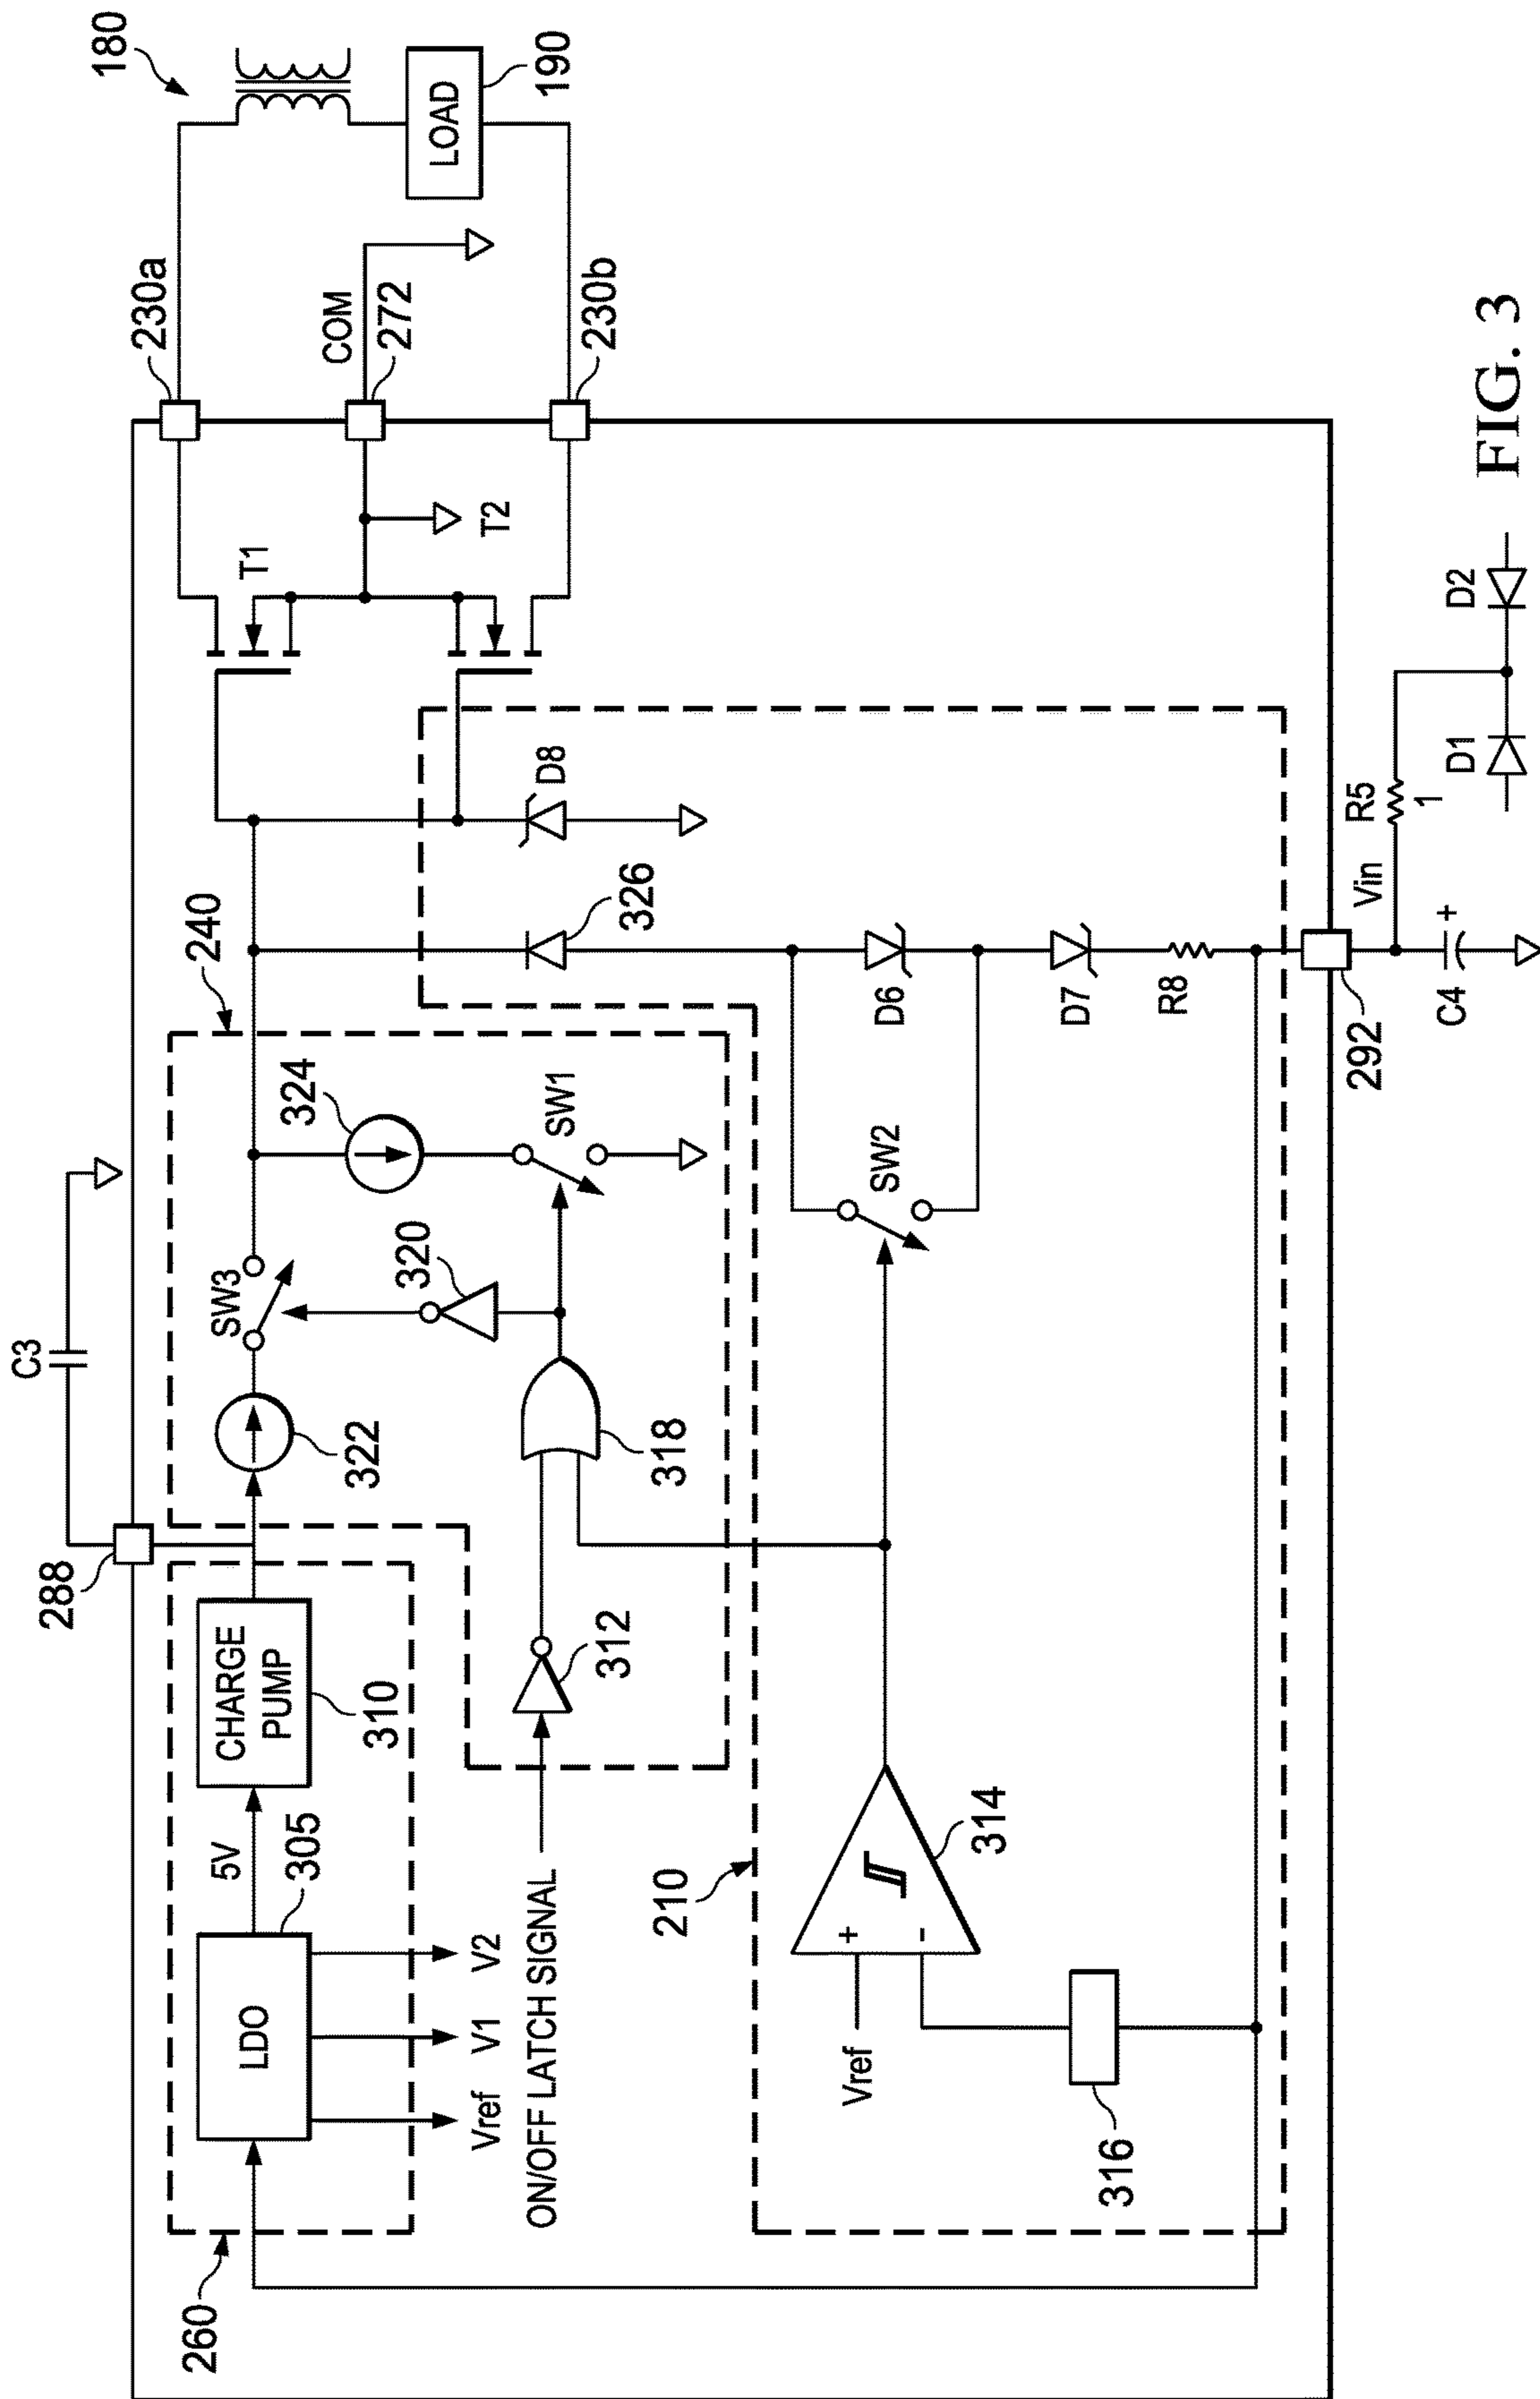 180
190
LOAD
230a
COM
272
230b
T1
T2
FIG. 3
D8
326
240
D6
D7
R8
Vin
R5
1
D1
D2
C4
+
292
324
SW1
SW2
C3
SW3
320
322
318
288
CHARGE
PUMP
310
312
5V
305
LDO
V2
V1
Vref
ON/OFF LATCH SIGNAL
260
210
314
+
-
Vref
316